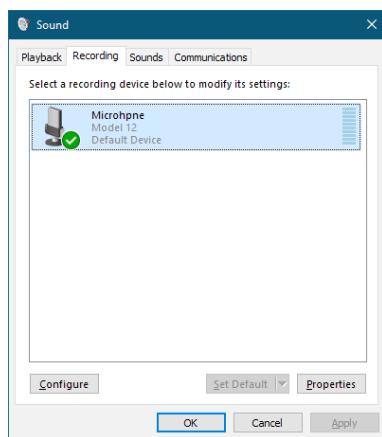 Sound
Playback Recording Sounds Communications
Select a recording device below to modify its settings:
Microhpne
Model 12
Default Device
Configure Set Default Properties
OK Cancel Apply